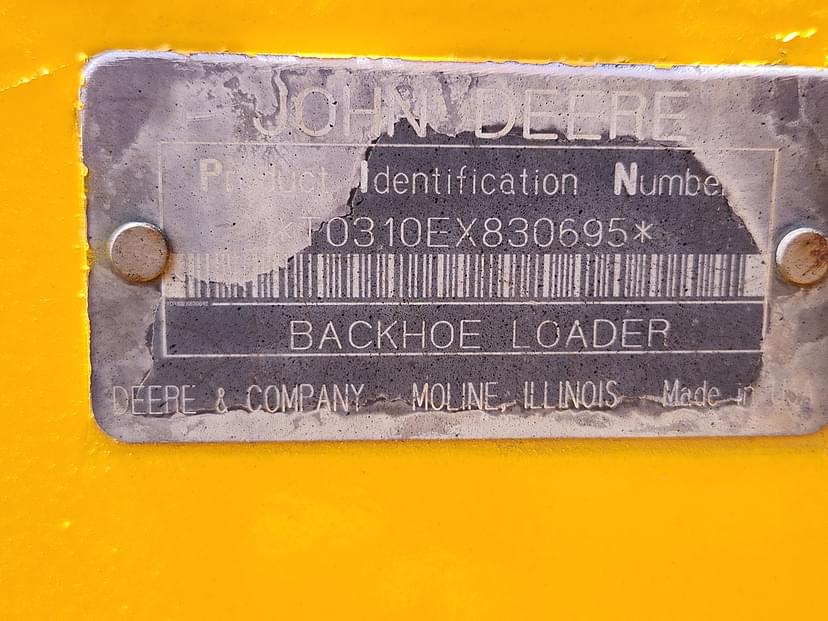 JOHN DEERE
Product Identification Number
*T0310EX830695*
BACKHOE LOADER
DEERE & COMPANY MOLINE, ILLINOIS Made in USA